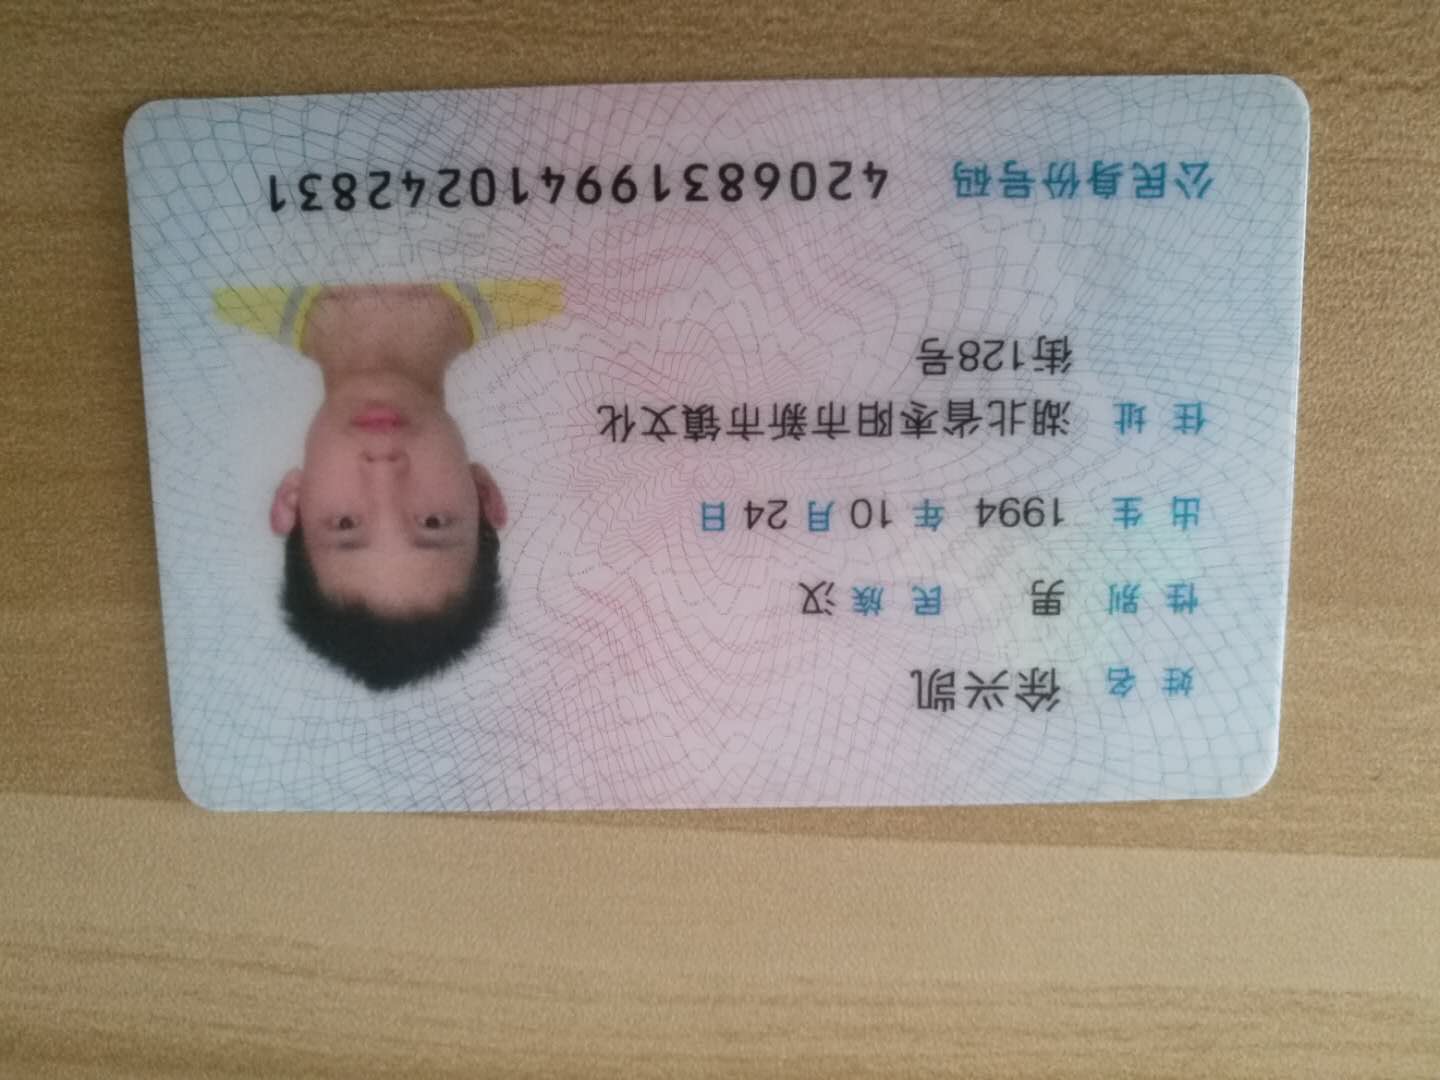 姓名 徐兴凯
性别 男 民族 汉
出生 1994 年 10 月 24 日
住址 湖北省枣阳市新市镇文化
街128号
公民身份号码 420683199410242831